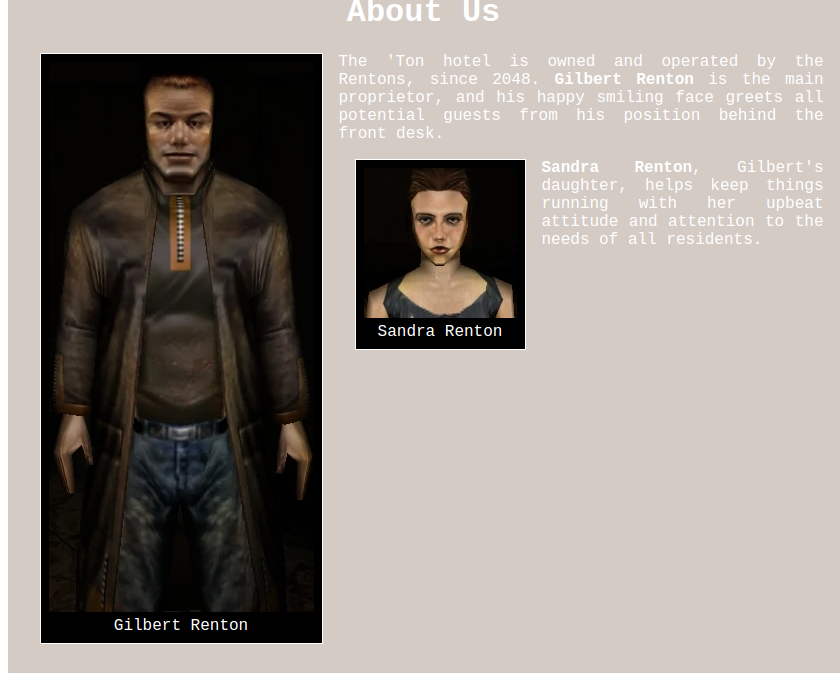 About Us
The 'Ton hotel is owned and operated by the
Rentons, since 2048. Gilbert Renton is the main
proprietor, and his happy smiling face greets all
potential guests from his position behind the
front desk.
Sandra Renton, Gilbert's
daughter, helps keep things
running with her upbeat
attitude and attention to the
needs of all residents.
Sandra Renton
Gilbert Renton